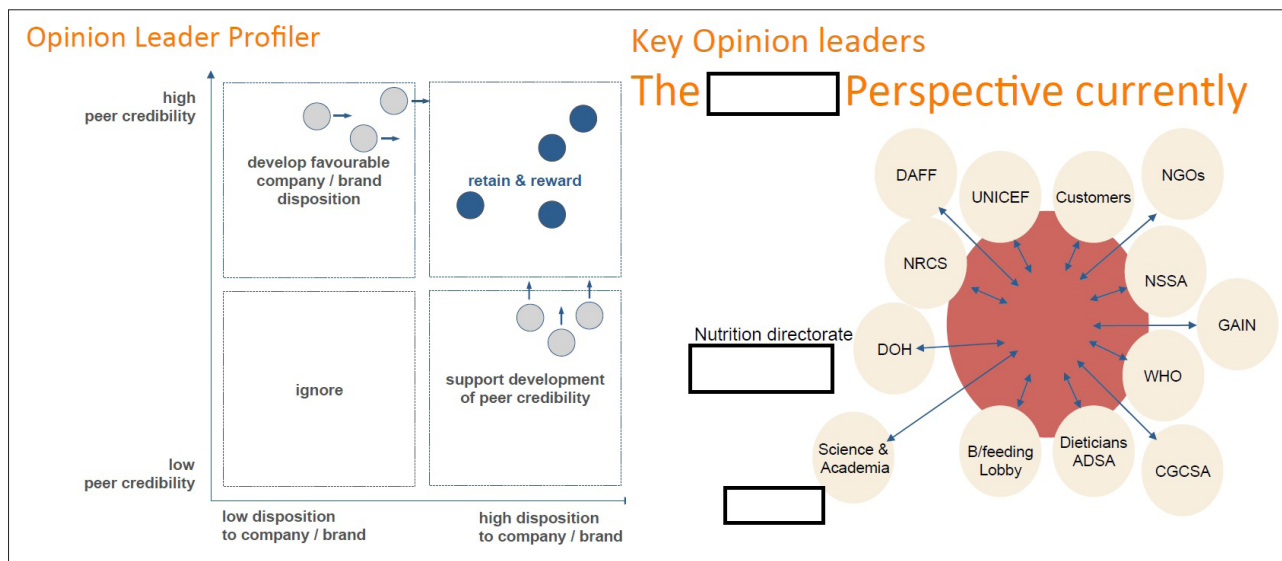 Opinion Leader Profiler
high
peer credibility
develop favourable
company / brand
disposition
retain & reward
ignore
support development
of peer credibility
low
peer credibility
low disposition
to company / brand
high disposition
to company / brand
Key Opinion leaders
The Perspective currently
DAFF
UNICEF
Customers
NGOs
NRCS
NSSA
GAIN
Nutrition directorate
DOH
WHO
Science &
Academia
B/feeding
Lobby
Dieticians
ADSA
CGCSA